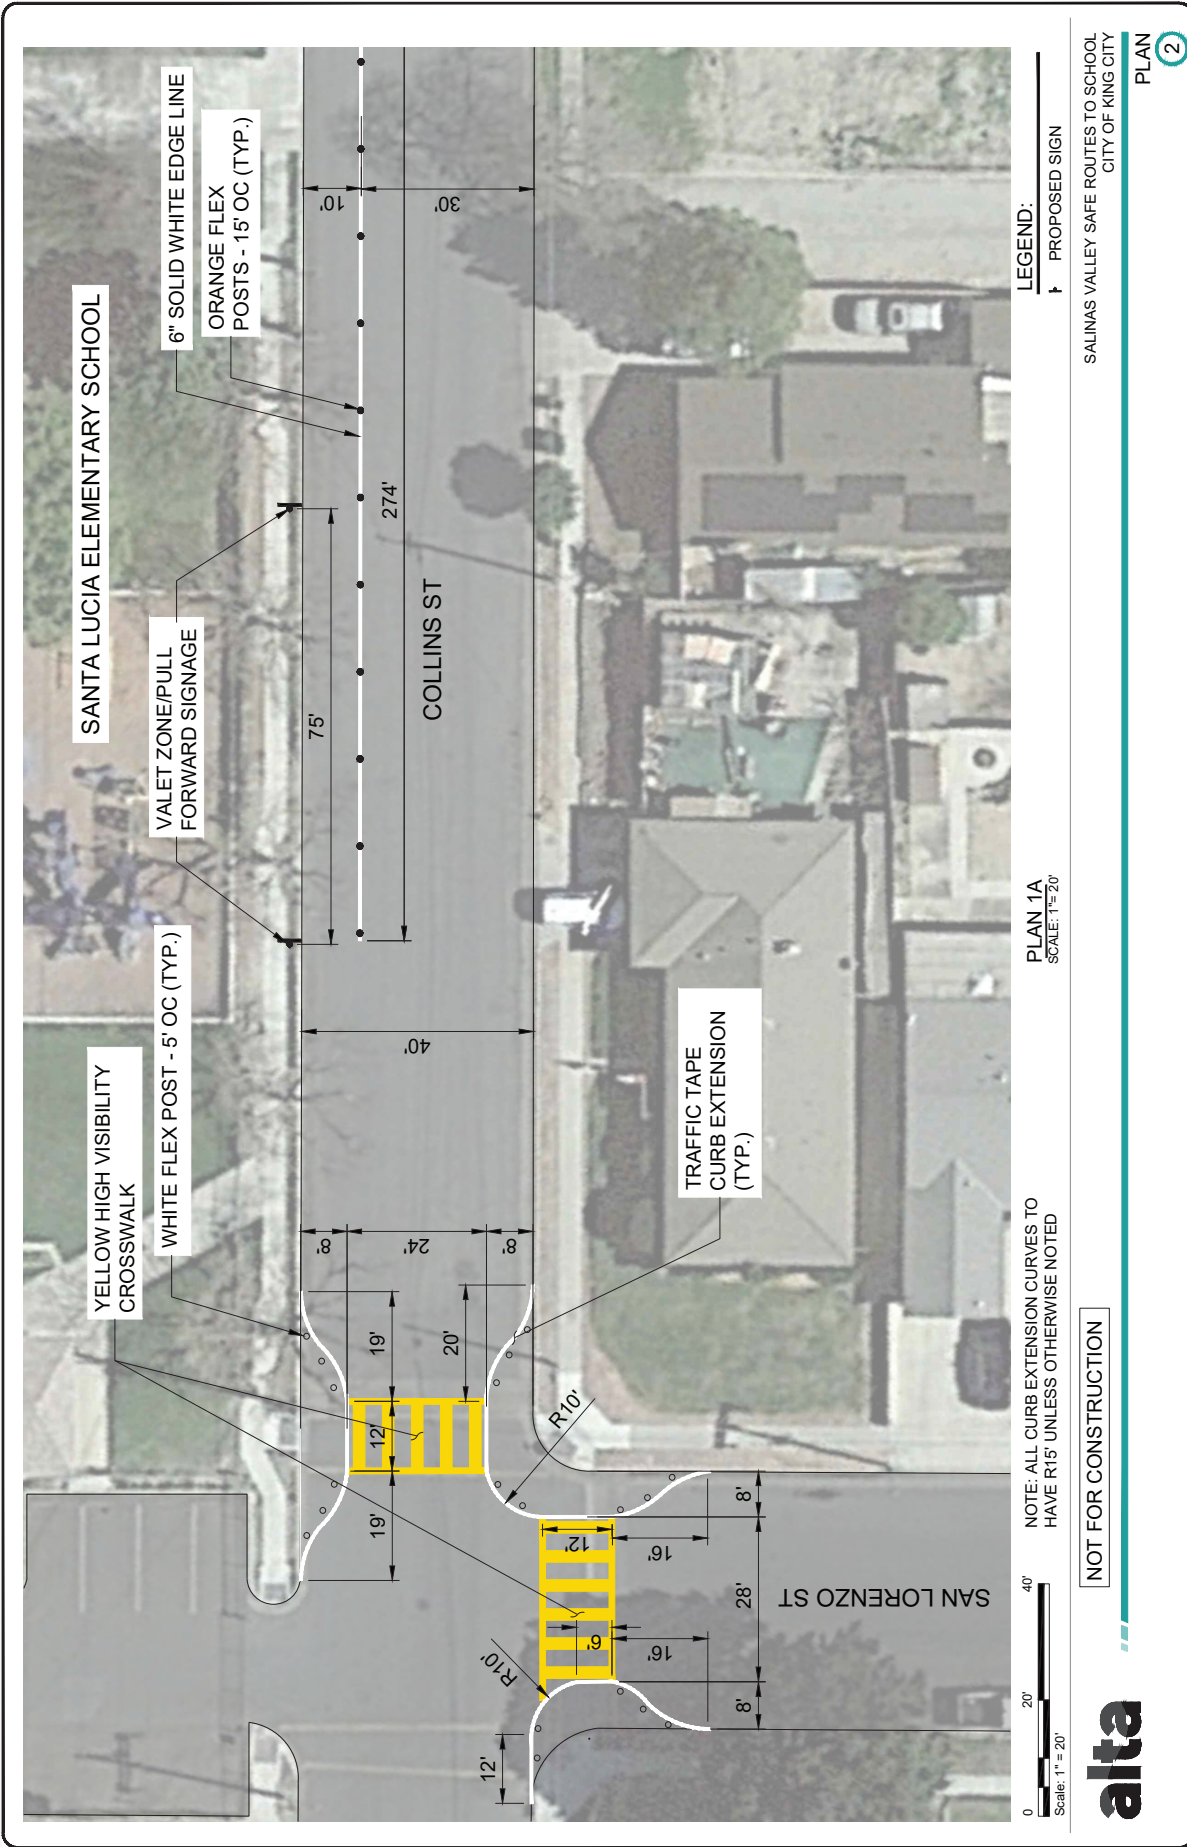 SANTA LUCIA ELEMENTARY SCHOOL
YELLOW HIGH VISIBILITY
CROSSWALK
WHITE FLEX POST - 5' OC (TYP.)
VALET ZONE/PULL
FORWARD SIGNAGE
6" SOLID WHITE EDGE LINE
ORANGE FLEX
POSTS - 15' OC (TYP.)
75'
274'
10'
30'
40'
COLLINS ST
8'
24'
8'
19'
12'
19'
20'
R10'
TRAFFIC TAPE
CURB EXTENSION
(TYP.)
12'
R10'
12'
6'
16'
16'
8'
28'
8'
SAN LORENZO ST
0
20'
40'
Scale: 1" = 20'
NOTE: ALL CURB EXTENSION CURVES TO
HAVE R15' UNLESS OTHERWISE NOTED
PLAN 1A
SCALE: 1"= 20'
LEGEND:
PROPOSED SIGN
NOT FOR CONSTRUCTION
SALINAS VALLEY SAFE ROUTES TO SCHOOL
CITY OF KING CITY
alta
PLAN
2